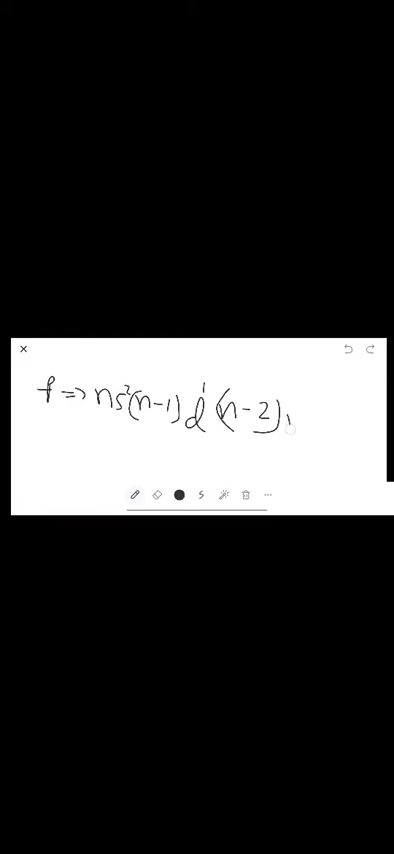 f => ns²(n-1)d¹(n-2)